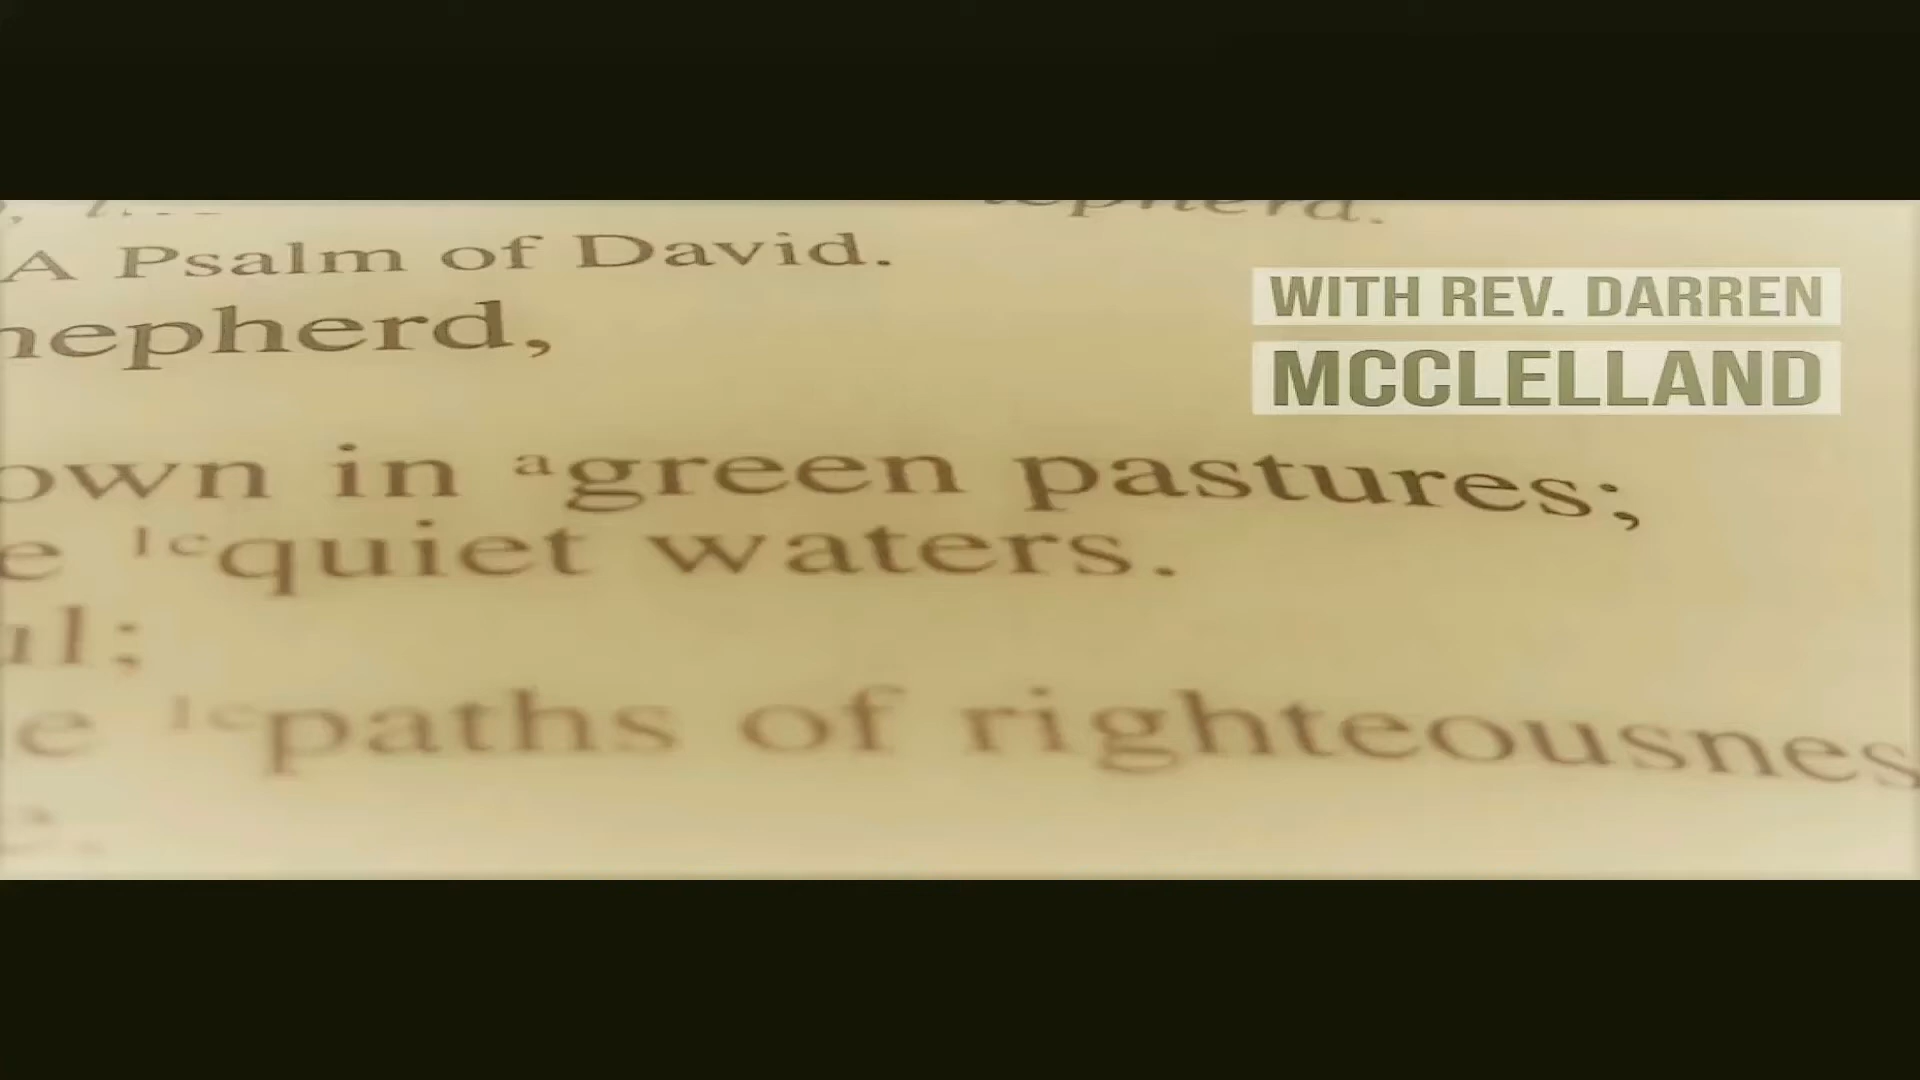 A Psalm of David.
hepherd,
own in ᵃgreen pastures;
e ¹ᶜquiet waters.
ul;
e ¹ᶜpaths of righteousnes
WITH REV. DARREN
MCCLELLAND